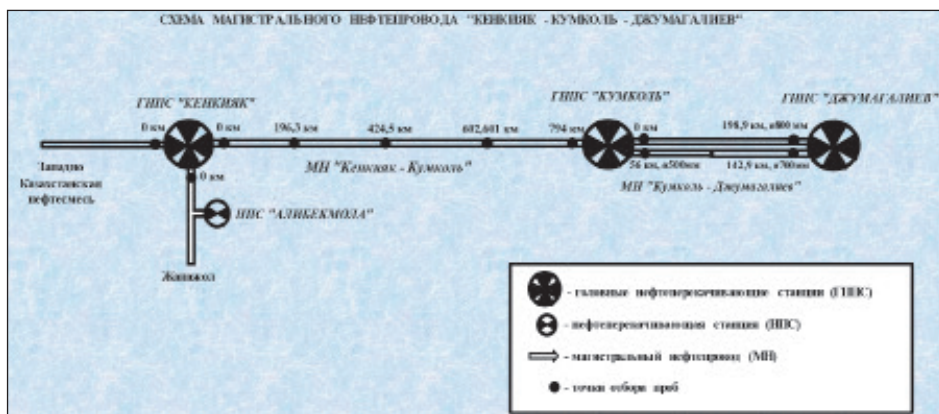 СХЕМА МАГИСТРАЛЬНОГО НЕФТЕПРОВОДА "КЕНКИЯК - КУМКОЛЬ - ДЖУМАГАЛИЕВ"
ГНПС "КЕНКИЯК"
ГНПС "КУМКОЛЬ"
ГНПС "ДЖУМАГАЛИЕВ"
0 км
0 км
196,3 км
424,5 км
602,601 км
794 км
0 км
198,9 км, ø800 мм
Западно
Казахстанская
нефтесмесь
МН "Кенкияк - Кумколь"
56 км, ø500мм
142,9 км, ø700мм
МН "Кумколь - Джумагалиев"
0 км
НПС "АЛИБЕКМОЛА"
Жанажол
- головные нефтеперекачивающие станции (ГНПС)
- нефтеперекачивающая станция (НПС)
- магистральный нефтепровод (МН)
- точки отбора проб